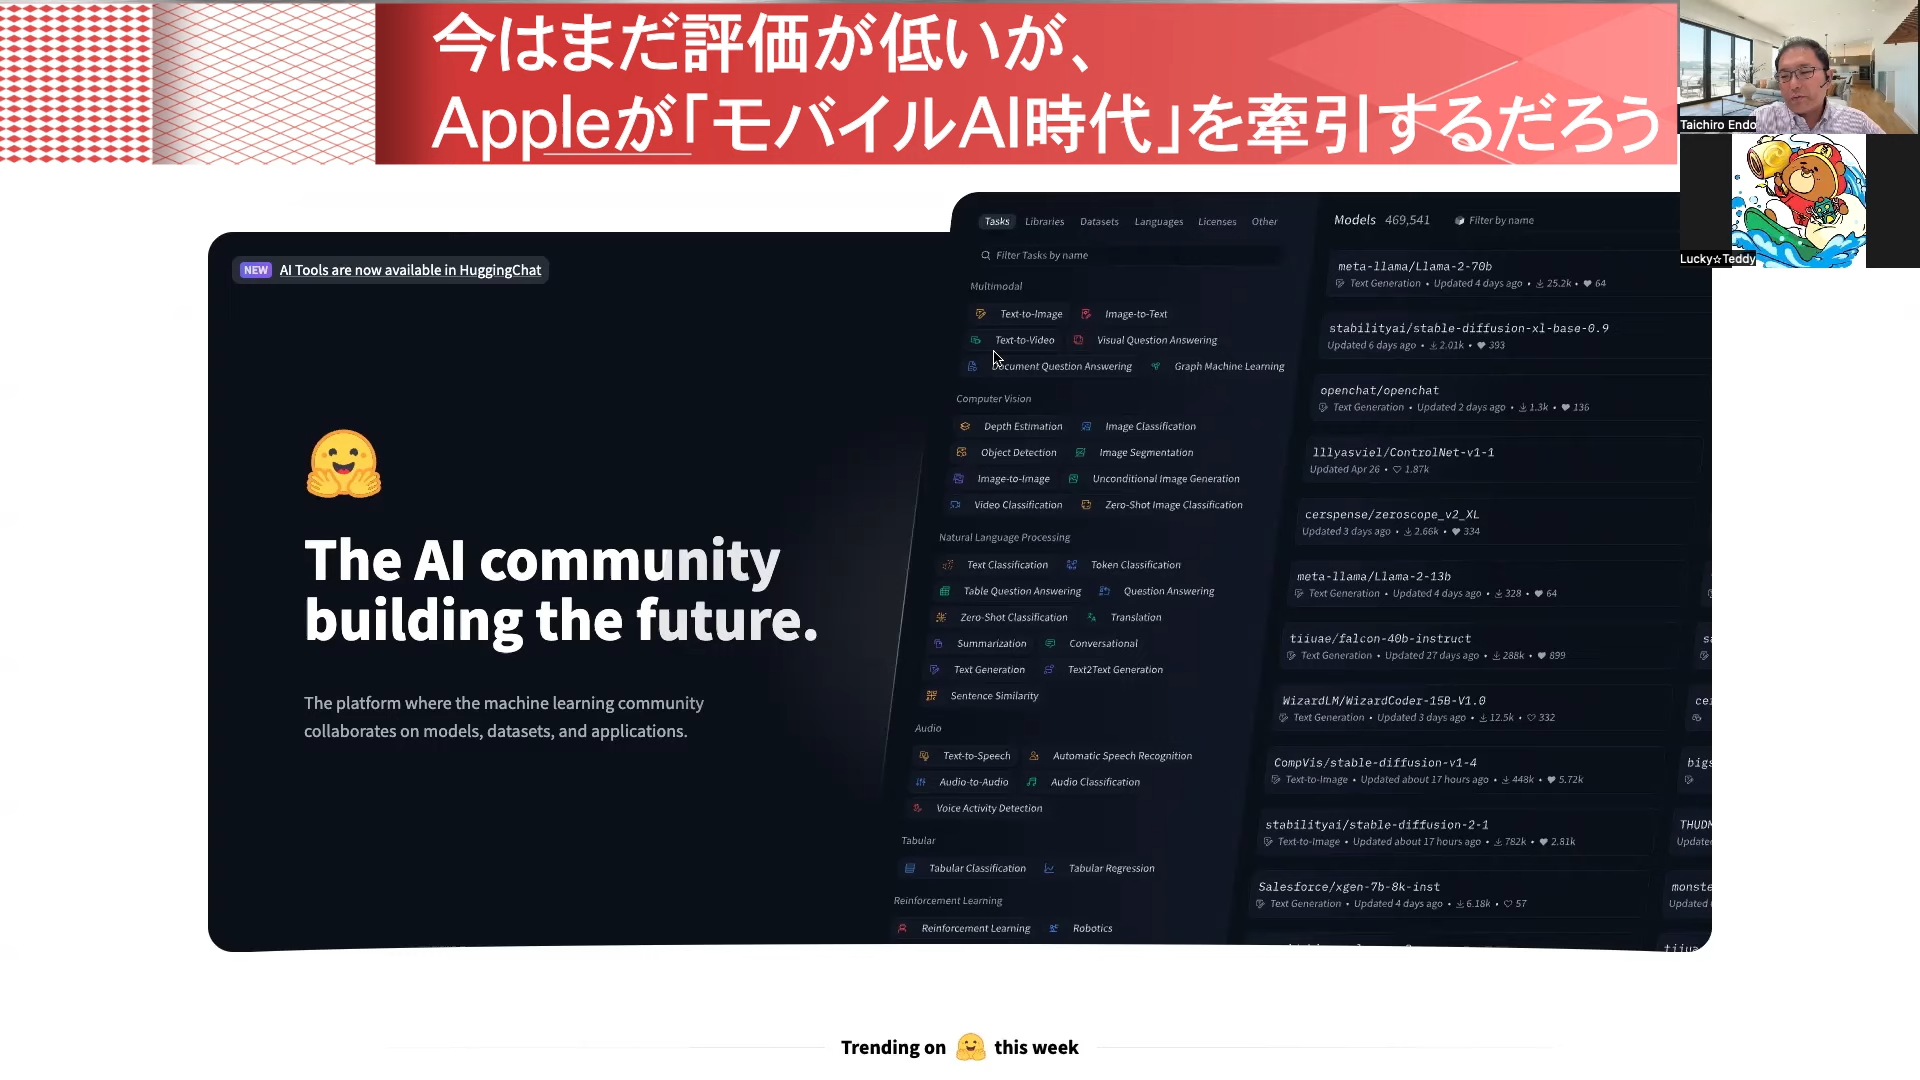 今はまだ評価が低いが、
Appleが「モバイルAI時代」を牽引するだろう
Taichiro Endo
Lucky☆Teddy
NEW AI Tools are now available in HuggingChat
The AI community
building the future.
The platform where the machine learning community
collaborates on models, datasets, and applications.
Tasks Libraries Datasets Languages Licenses Other
Filter Tasks by name
Multimodal
Text-to-Image Image-to-Text
Text-to-Video Visual Question Answering
Document Question Answering Graph Machine Learning
Computer Vision
Depth Estimation Image Classification
Object Detection Image Segmentation
Image-to-Image Unconditional Image Generation
Video Classification Zero-Shot Image Classification
Natural Language Processing
Text Classification Token Classification
Table Question Answering Question Answering
Zero-Shot Classification Translation
Summarization Conversational
Text Generation Text2Text Generation
Sentence Similarity
Audio
Text-to-Speech Automatic Speech Recognition
Audio-to-Audio Audio Classification
Voice Activity Detection
Tabular
Tabular Classification Tabular Regression
Reinforcement Learning
Reinforcement Learning Robotics
Models 469,541 Filter by name
meta-llama/Llama-2-70b
Text Generation • Updated 4 days ago • 25.2k • 64
stabilityai/stable-diffusion-xl-base-0.9
Updated 6 days ago • 2.01k • 393
openchat/openchat
Text Generation • Updated 2 days ago • 1.3k • 136
lllyasviel/ControlNet-v1-1
Updated Apr 26 • 1.87k
cerspense/zeroscope_v2_XL
Updated 3 days ago • 2.66k • 334
meta-llama/Llama-2-13b
Text Generation • Updated 4 days ago • 328 • 64
tiiuae/falcon-40b-instruct
Text Generation • Updated 27 days ago • 288k • 899
WizardLM/WizardCoder-15B-V1.0
Text Generation • Updated 3 days ago • 12.5k • 332
CompVis/stable-diffusion-v1-4
Text-to-Image • Updated about 17 hours ago • 448k • 5.72k
stabilityai/stable-diffusion-2-1
Text-to-Image • Updated about 17 hours ago • 782k • 2.81k
Salesforce/xgen-7b-8k-inst
Text Generation • Updated 4 days ago • 6.18k • 57
Trending on this week